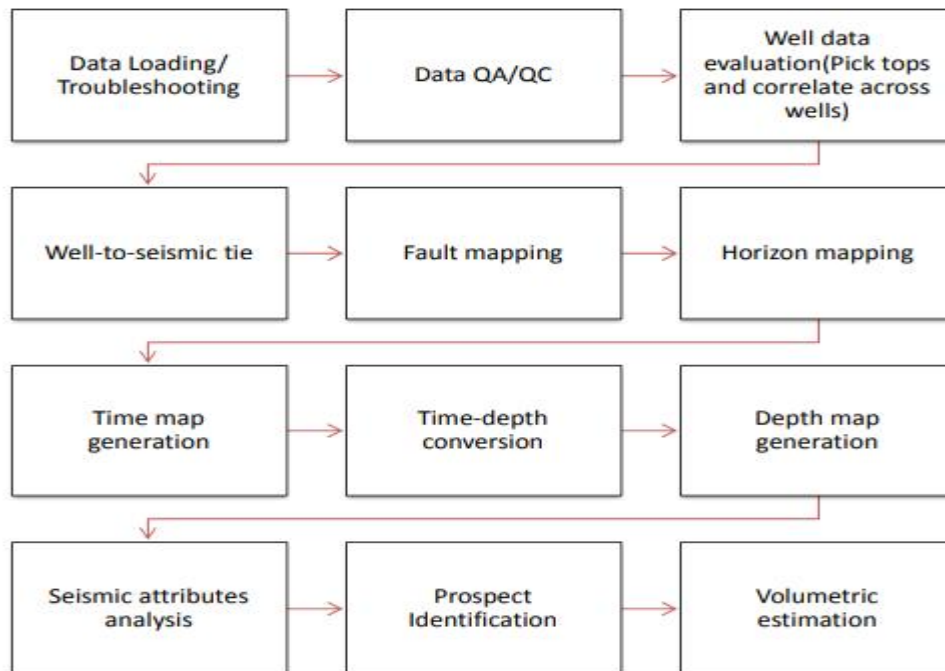 Data Loading/
Troubleshooting
Data QA/QC
Well data
evaluation(Pick tops
and correlate across
wells)
Well-to-seismic tie
Fault mapping
Horizon mapping
Time map
generation
Time-depth
conversion
Depth map
generation
Seismic attributes
analysis
Prospect
Identification
Volumetric
estimation